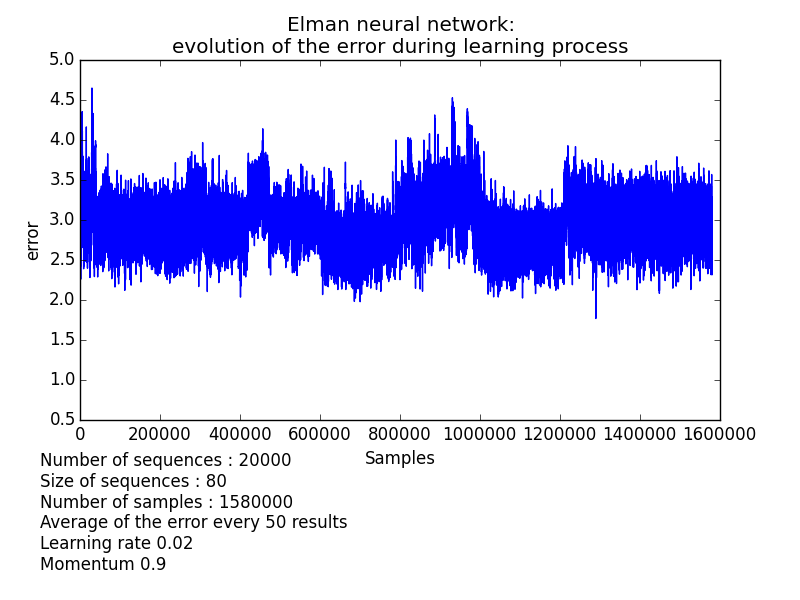 Elman neural network:
evolution of the error during learning process
5.0
4.5
4.0
3.5
3.0
2.5
2.0
1.5
1.0
0.5
error
0 200000 400000 600000 800000 1000000 1200000 1400000 1600000
Samples
Number of sequences : 20000
Size of sequences : 80
Number of samples : 1580000
Average of the error every 50 results
Learning rate 0.02
Momentum 0.9